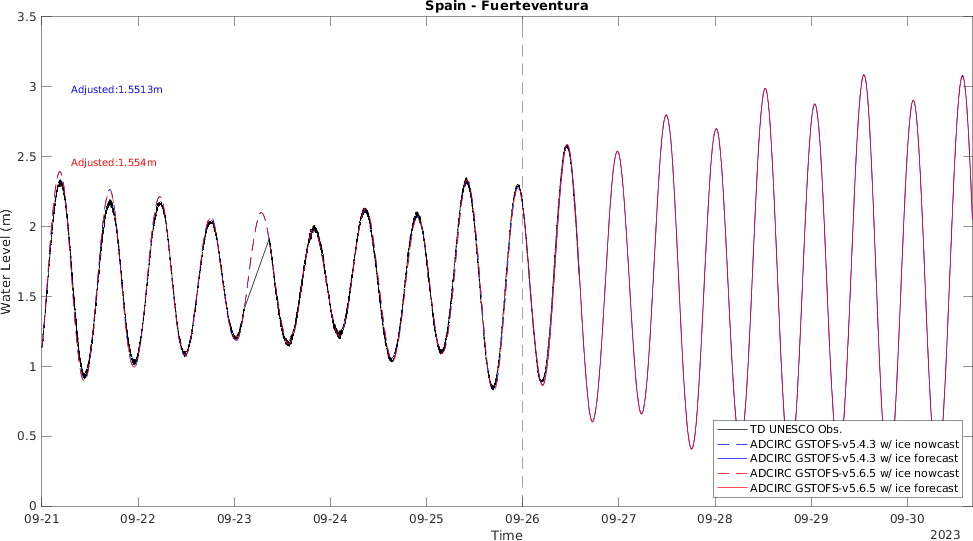 Spain - Fuerteventura
3.5
3
2.5
2
1.5
1
0.5
0
Water Level (m)
Adjusted:1.5513m
Adjusted:1.554m
TD UNESCO Obs.
ADCIRC GSTOFS-v5.4.3 w/ ice nowcast
ADCIRC GSTOFS-v5.4.3 w/ ice forecast
ADCIRC GSTOFS-v5.6.5 w/ ice nowcast
ADCIRC GSTOFS-v5.6.5 w/ ice forecast
09-21 09-22 09-23 09-24 09-25 09-26 09-27 09-28 09-29 09-30
Time
2023